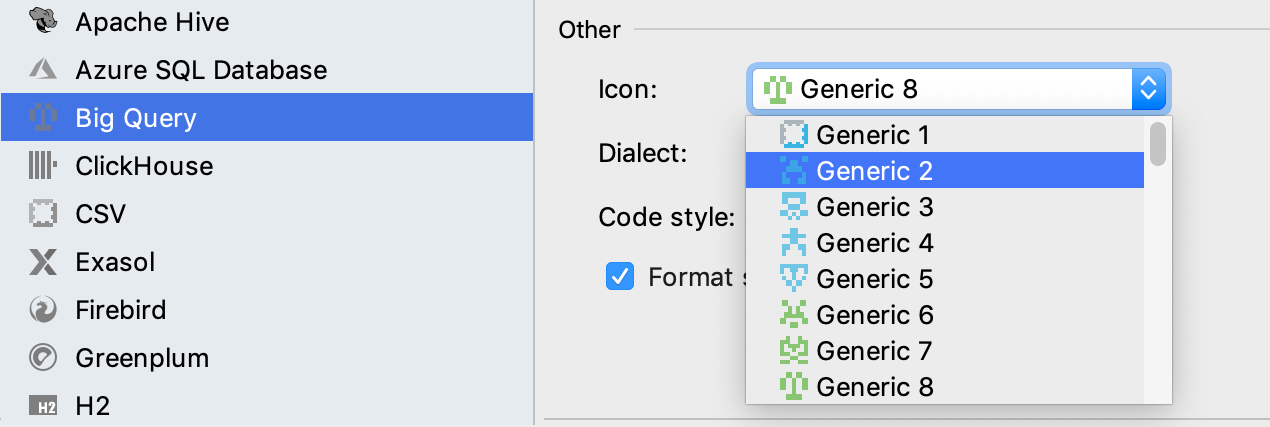 Apache Hive
Azure SQL Database
Big Query
ClickHouse
CSV
Exasol
Firebird
Greenplum
H2
H2
Other
Icon:
Generic 8
Dialect:
Code style:
Format
Generic 1
Generic 2
Generic 3
Generic 4
Generic 5
Generic 6
Generic 7
Generic 8